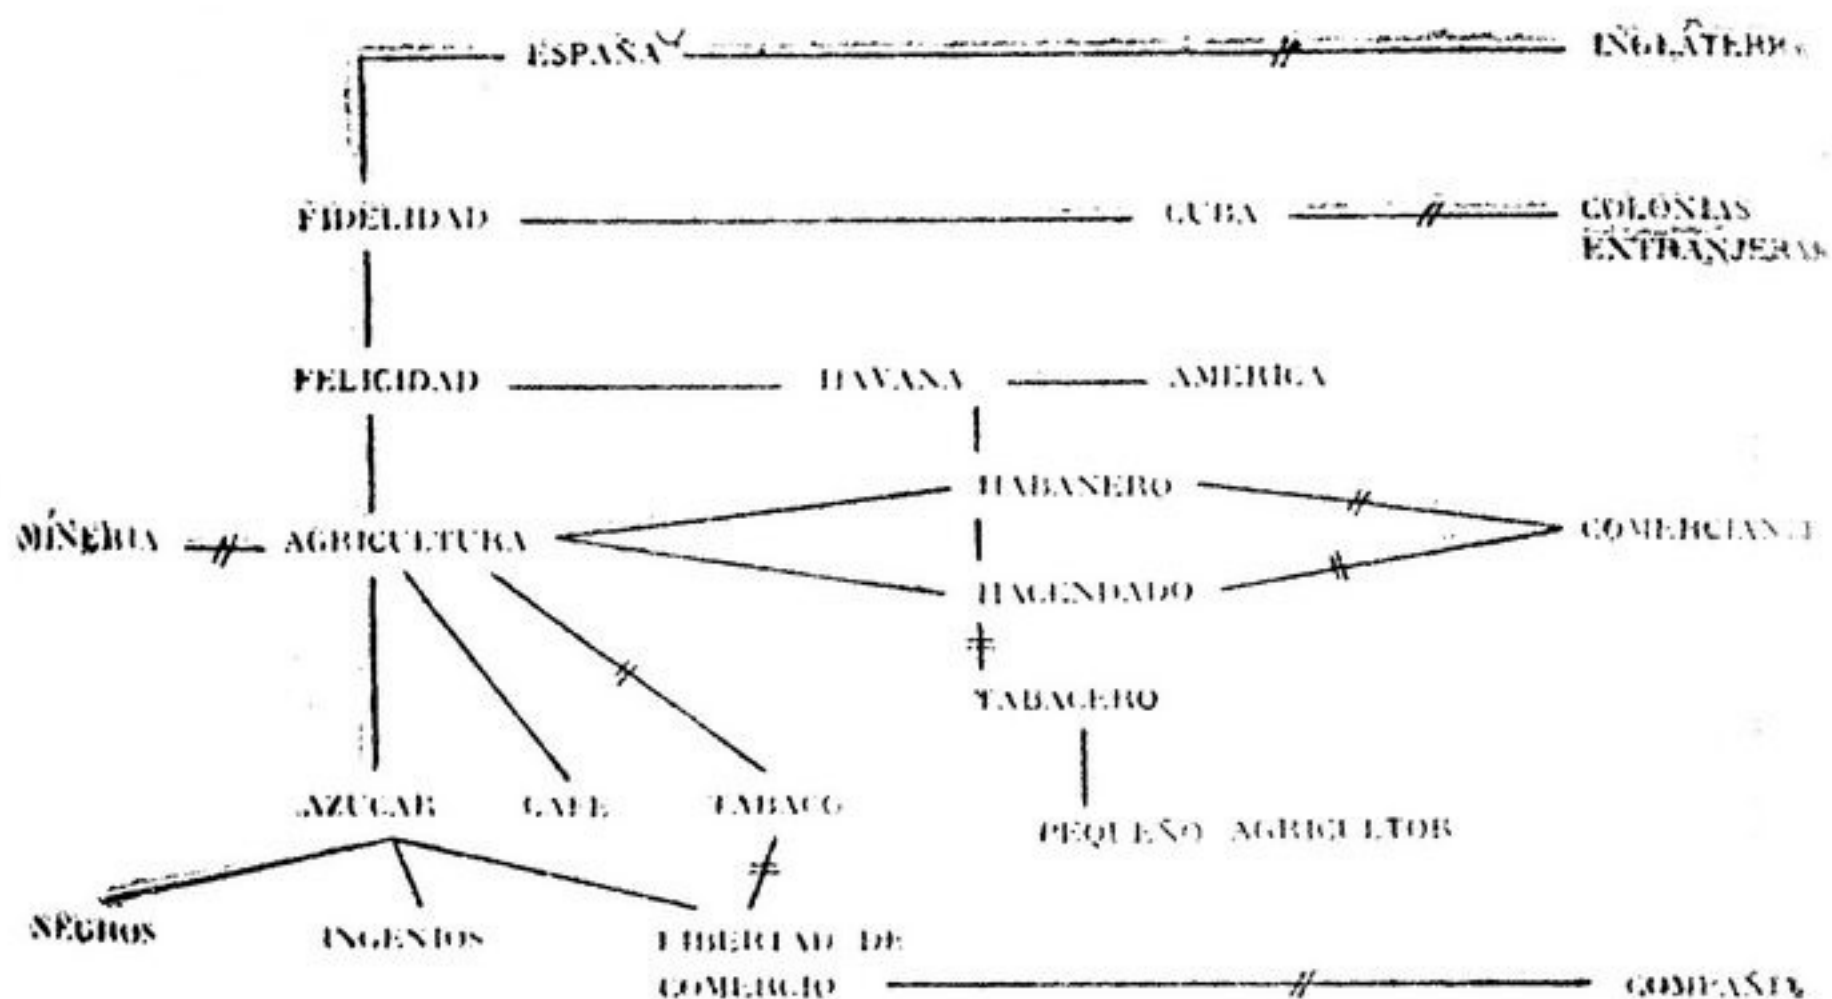 ESPAÑA INGLATERRA
FIDELIDAD CUBA COLONIAS
ENTRANJERAS
FELICIDAD HAVANA AMERICA
HABANERO
MINERIA AGRICULTURA COMERCIANTE
HACENDADO
TABACERO
AZUCAR CAFE TABACO
PEQUEÑO AGRICULTOR
NEGROS INGENIOS LIBERTAD DE
COMERCIO COMPAÑIA